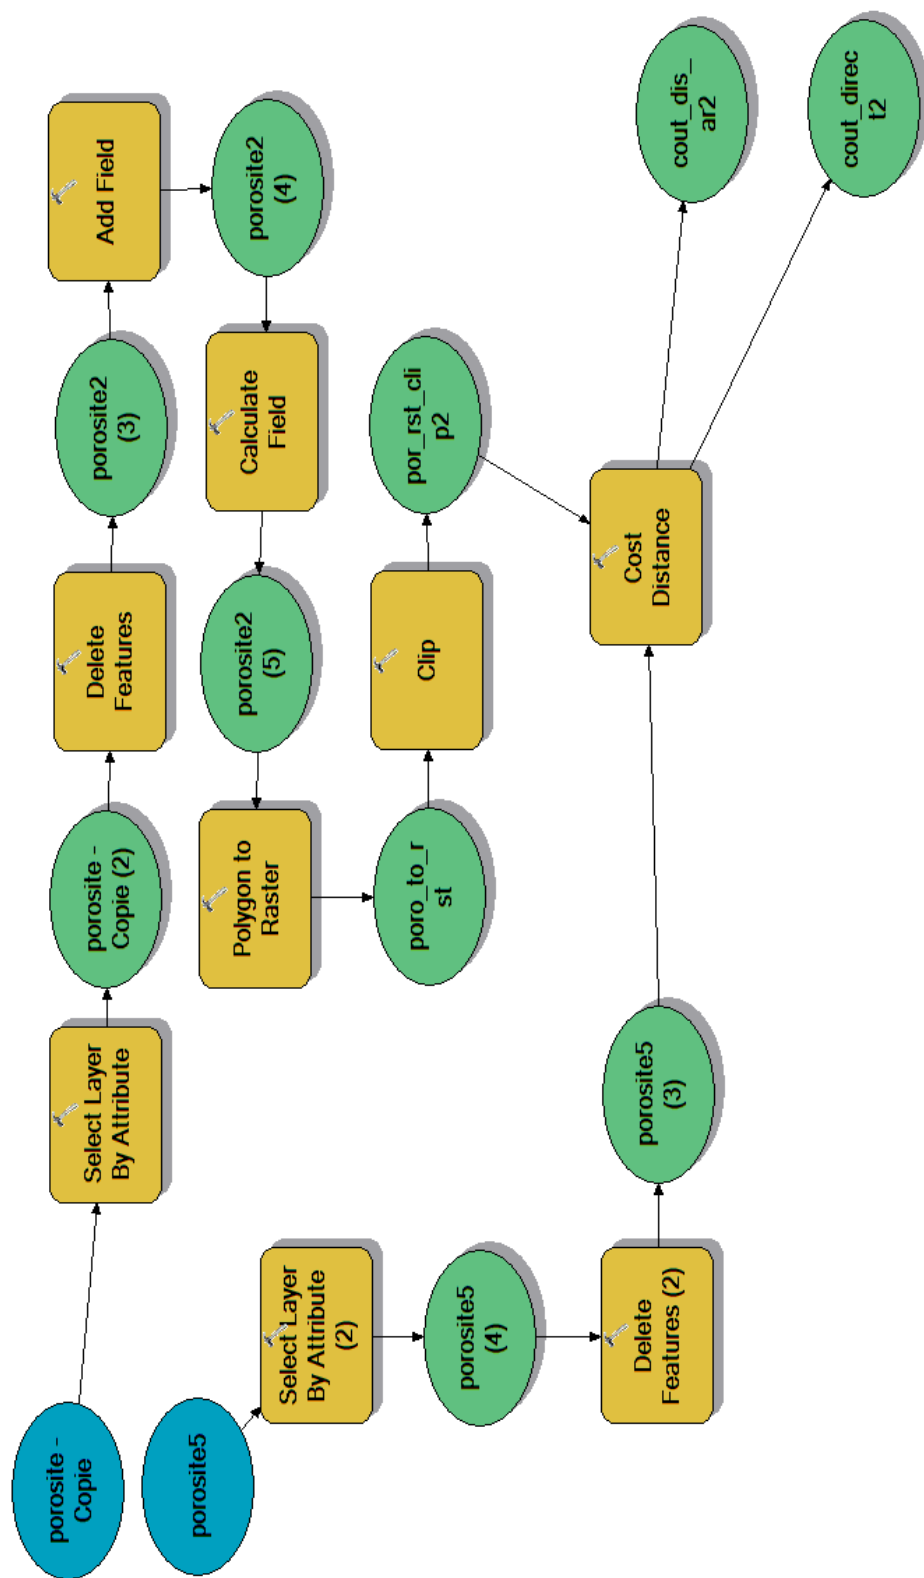 porosite -
Copie
Select Layer
By Attribute
porosite -
Copie (2)
Delete
Features
porosite2
(3)
Add Field
porosite2
(4)
Calculate
Field
porosite2
(5)
Polygon to
Raster
poro_to_r
st
Clip
por_rst_cli
p2
porosite5
Select Layer
By Attribute
(2)
porosite5
(4)
Delete
Features (2)
porosite5
(3)
Cost
Distance
cout_dis_
ar2
cout_direc
t2